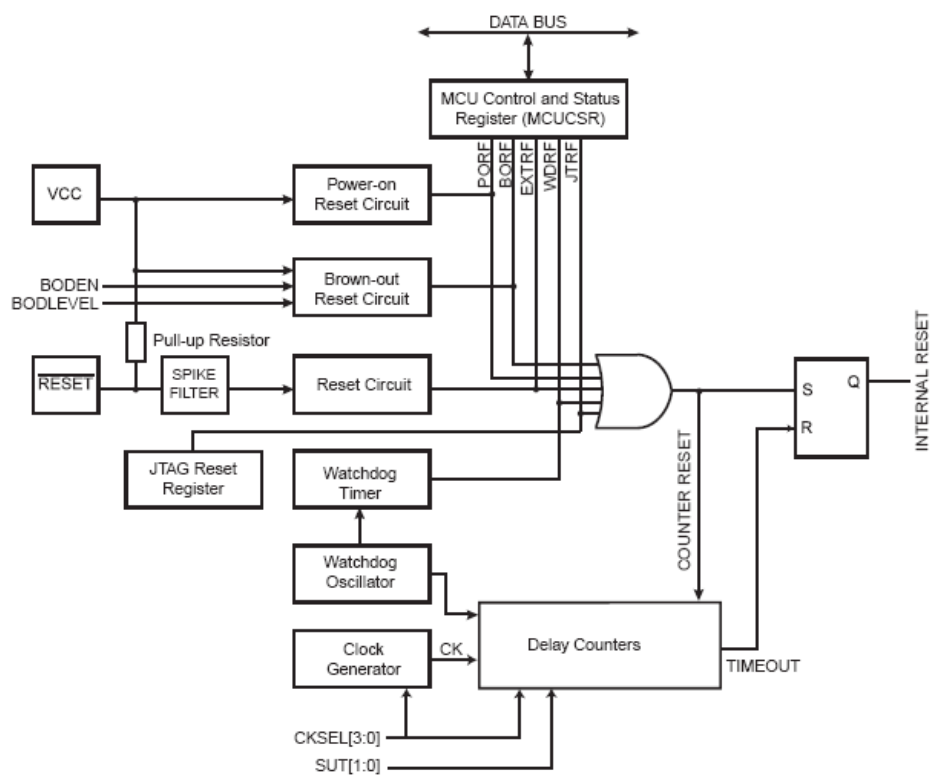 DATA BUS
MCU Control and Status
Register (MCUCSR)
PORF
BORF
EXTRF
WDRF
JTRF
VCC
Power-on
Reset Circuit
BODEN
BODLEVEL
Brown-out
Reset Circuit
Pull-up Resistor
RESET
SPIKE
FILTER
Reset Circuit
JTAG Reset
Register
Watchdog
Timer
Watchdog
Oscillator
Clock
Generator
CK
CKSEL[3:0]
SUT[1:0]
Delay Counters
COUNTER RESET
TIMEOUT
S
R
Q
INTERNAL RESET